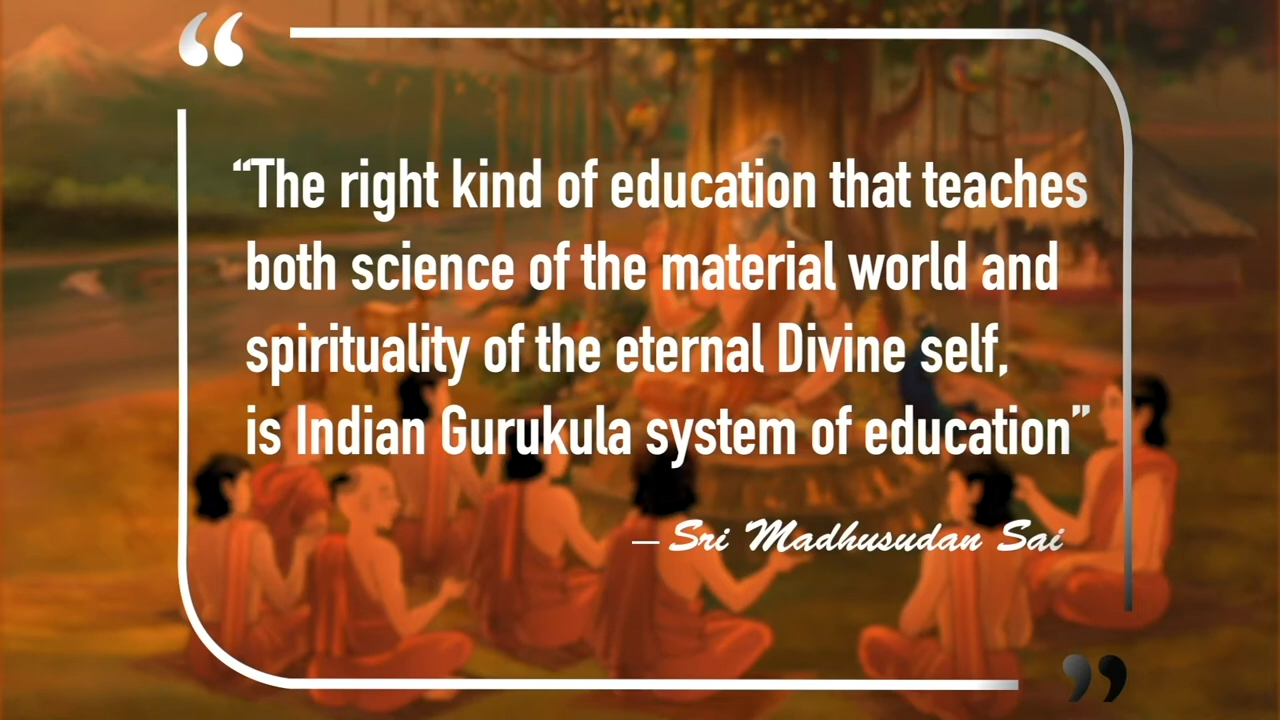 “The right kind of education that teaches
both science of the material world and
spirituality of the eternal Divine self,
is Indian Gurukula system of education”
— Sri Madhusudan Sai